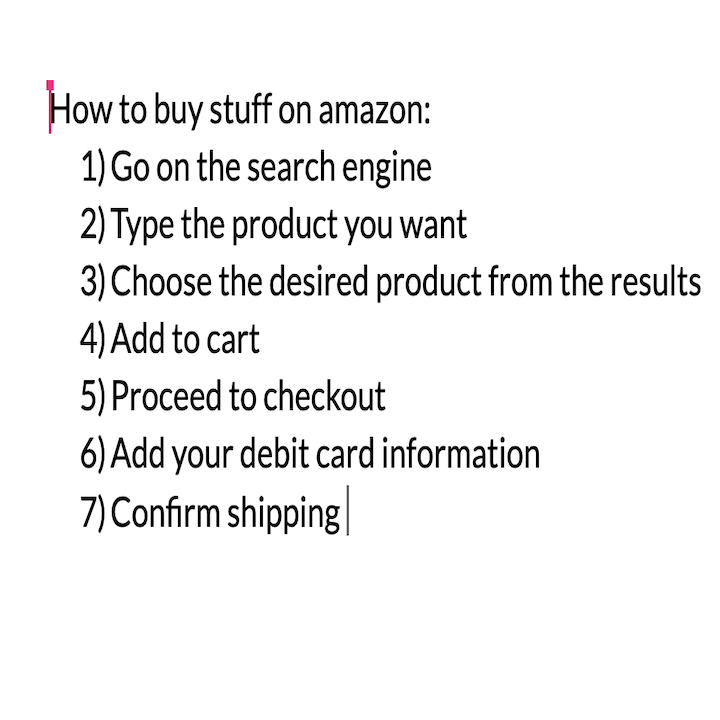 How to buy stuff on amazon:
1) Go on the search engine
2) Type the product you want
3) Choose the desired product from the results
4) Add to cart
5) Proceed to checkout
6) Add your debit card information
7) Confirm shipping